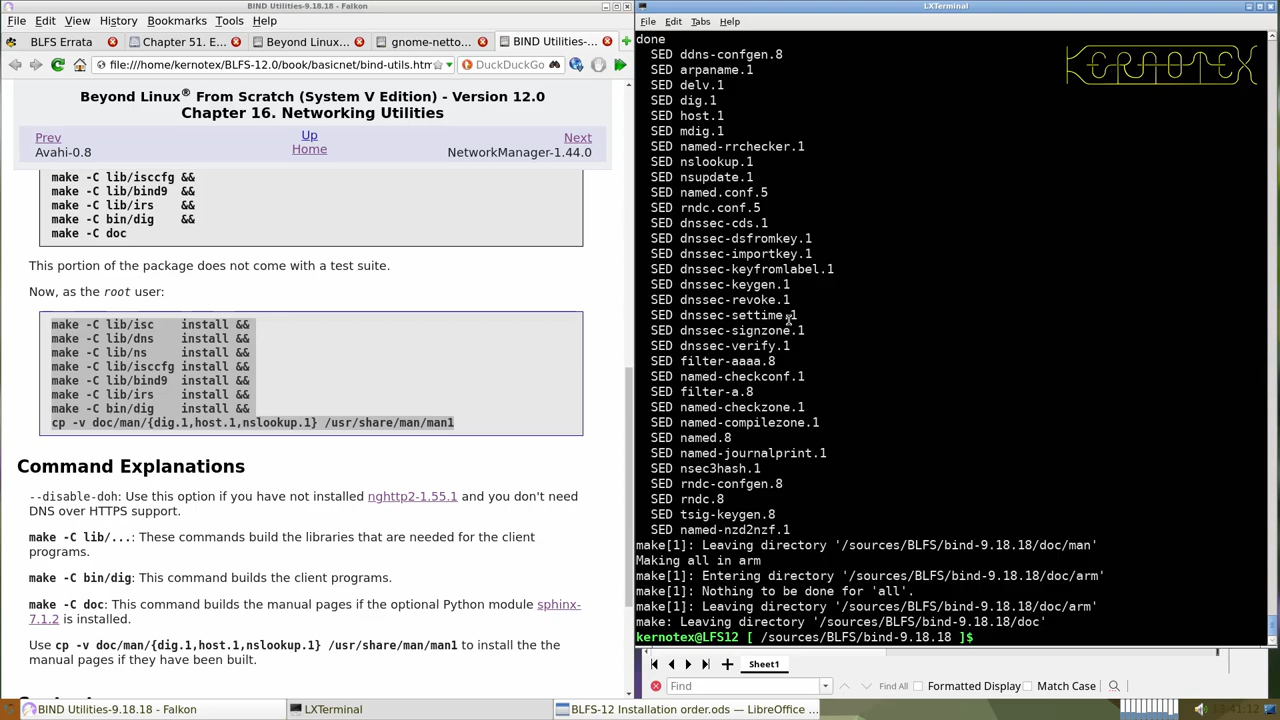 BIND Utilities-9.18.18 - Falkon
File Edit View History Bookmarks Tools Help
BLFS Errata
Chapter 51. E...
Beyond Linux...
gnome-netto...
BIND Utilities-...
file:///home/kernotex/BLFS-12.0/book/basicnet/bind-utils.htm
DuckDuckGo
Beyond Linux® From Scratch (System V Edition) - Version 12.0
Chapter 16. Networking Utilities
Prev Up Next
Avahi-0.8 Home NetworkManager-1.44.0
make -C lib/isccfg &&
make -C lib/bind9 &&
make -C lib/irs &&
make -C bin/dig &&
make -C doc
This portion of the package does not come with a test suite.
Now, as the root user:
make -C lib/isc install &&
make -C lib/dns install &&
make -C lib/ns install &&
make -C lib/isccfg install &&
make -C lib/bind9 install &&
make -C lib/irs install &&
make -C bin/dig install &&
cp -v doc/man/{dig.1,host.1,nslookup.1} /usr/share/man/man1
Command Explanations
--disable-doh: Use this option if you have not installed nghttp2-1.55.1 and you don't need
DNS over HTTPS support.
make -C lib/...: These commands build the libraries that are needed for the client
programs.
make -C bin/dig: This command builds the client programs.
make -C doc: This command builds the manual pages if the optional Python module sphinx-
7.1.2 is installed.
Use cp -v doc/man/{dig.1,host.1,nslookup.1} /usr/share/man/man1 to install the the
manual pages if they have been built.
LXTerminal
File Edit Tabs Help
KERNOTEX
done
SED ddns-confgen.8
SED arpaname.1
SED delv.1
SED dig.1
SED host.1
SED mdig.1
SED named-rrchecker.1
SED nslookup.1
SED nsupdate.1
SED named.conf.5
SED rndc.conf.5
SED dnssec-cds.1
SED dnssec-dsfromkey.1
SED dnssec-importkey.1
SED dnssec-keyfromlabel.1
SED dnssec-keygen.1
SED dnssec-revoke.1
SED dnssec-settime.1
SED dnssec-signzone.1
SED dnssec-verify.1
SED filter-aaaa.8
SED named-checkconf.1
SED filter-a.8
SED named-checkzone.1
SED named-compilezone.1
SED named.8
SED named-journalprint.1
SED nsec3hash.1
SED rndc-confgen.8
SED rndc.8
SED tsig-keygen.8
SED named-nzd2nzf.1
make[1]: Leaving directory '/sources/BLFS/bind-9.18.18/doc/man'
Making all in arm
make[1]: Entering directory '/sources/BLFS/bind-9.18.18/doc/arm'
make[1]: Nothing to be done for 'all'.
make[1]: Leaving directory '/sources/BLFS/bind-9.18.18/doc/arm'
make: Leaving directory '/sources/BLFS/bind-9.18.18/doc'
kernotex@LFS12 [ /sources/BLFS/bind-9.18.18 ]$
Sheet1
Find Find All Formatted Display Match Case
BIND Utilities-9.18.18 - Falkon
LXTerminal
BLFS-12 Installation order.ods — LibreOffice ...
13:41:12